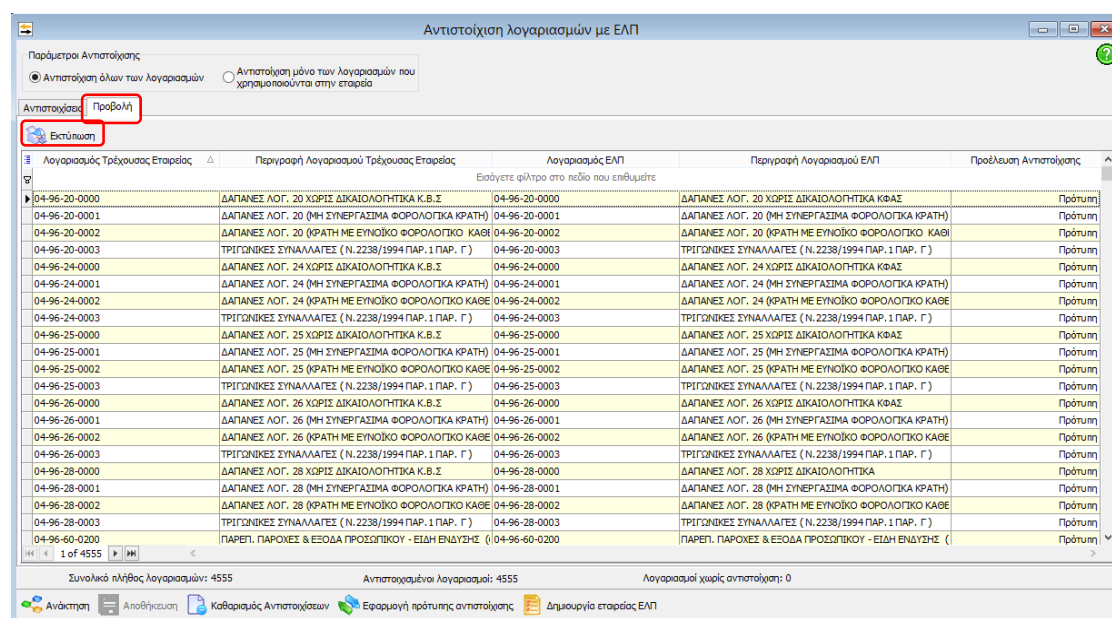 Αντιστοίχιση λογαριασμών με ΕΛΠ
Παράμετροι Αντιστοίχισης
Αντιστοίχιση όλων των λογαριασμών
Αντιστοίχιση μόνο των λογαριασμών που
χρησιμοποιούνται στην εταιρεία
Αντιστοιχίσεις Προβολή
Εκτύπωση
Λογαριασμός Τρέχουσας Εταιρείας Περιγραφή Λογαριασμού Τρέχουσας Εταιρείας Λογαριασμός ΕΛΠ Περιγραφή Λογαριασμού ΕΛΠ Προέλευση Αντιστοίχισης
Εισάγετε φίλτρο στο πεδίο που επιθυμείτε
04-96-20-0000 ΔΑΠΑΝΕΣ ΛΟΓ. 20 ΧΩΡΙΣ ΔΙΚΑΙΟΛΟΓΗΤΙΚΑ Κ.Β.Σ 04-96-20-0000 ΔΑΠΑΝΕΣ ΛΟΓ. 20 ΧΩΡΙΣ ΔΙΚΑΙΟΛΟΓΗΤΙΚΑ ΚΦΑΣ Πρότυπη
04-96-20-0001 ΔΑΠΑΝΕΣ ΛΟΓ. 20 (ΜΗ ΣΥΝΕΡΓΑΣΙΜΑ ΦΟΡΟΛΟΓΙΚΑ ΚΡΑΤΗ) 04-96-20-0001 ΔΑΠΑΝΕΣ ΛΟΓ. 20 (ΜΗ ΣΥΝΕΡΓΑΣΙΜΑ ΦΟΡΟΛΟΓΙΚΑ ΚΡΑΤΗ) Πρότυπη
04-96-20-0002 ΔΑΠΑΝΕΣ ΛΟΓ. 20 (ΚΡΑΤΗ ΜΕ ΕΥΝΟΪΚΟ ΦΟΡΟΛΟΓΙΚΟ ΚΑΘΕ 04-96-20-0002 ΔΑΠΑΝΕΣ ΛΟΓ. 20 (ΚΡΑΤΗ ΜΕ ΕΥΝΟΪΚΟ ΦΟΡΟΛΟΓΙΚΟ ΚΑΘΙ Πρότυπη
04-96-20-0003 ΤΡΙΓΩΝΙΚΕΣ ΣΥΝΑΛΛΑΓΕΣ ( Ν.2238/1994 ΠΑΡ.1 ΠΑΡ. Γ ) 04-96-20-0003 ΤΡΙΓΩΝΙΚΕΣ ΣΥΝΑΛΛΑΓΕΣ ( Ν.2238/1994 ΠΑΡ.1 ΠΑΡ. Γ ) Πρότυπη
04-96-24-0000 ΔΑΠΑΝΕΣ ΛΟΓ. 24 ΧΩΡΙΣ ΔΙΚΑΙΟΛΟΓΗΤΙΚΑ Κ.Β.Σ 04-96-24-0000 ΔΑΠΑΝΕΣ ΛΟΓ. 24 ΧΩΡΙΣ ΔΙΚΑΙΟΛΟΓΗΤΙΚΑ ΚΦΑΣ Πρότυπη
04-96-24-0001 ΔΑΠΑΝΕΣ ΛΟΓ. 24 (ΜΗ ΣΥΝΕΡΓΑΣΙΜΑ ΦΟΡΟΛΟΓΙΚΑ ΚΡΑΤΗ) 04-96-24-0001 ΔΑΠΑΝΕΣ ΛΟΓ. 24 (ΜΗ ΣΥΝΕΡΓΑΣΙΜΑ ΦΟΡΟΛΟΓΙΚΑ ΚΡΑΤΗ) Πρότυπη
04-96-24-0002 ΔΑΠΑΝΕΣ ΛΟΓ. 24 (ΚΡΑΤΗ ΜΕ ΕΥΝΟΪΚΟ ΦΟΡΟΛΟΓΙΚΟ ΚΑΘΕ 04-96-24-0002 ΔΑΠΑΝΕΣ ΛΟΓ. 24 (ΚΡΑΤΗ ΜΕ ΕΥΝΟΪΚΟ ΦΟΡΟΛΟΓΙΚΟ ΚΑΘΕ Πρότυπη
04-96-24-0003 ΤΡΙΓΩΝΙΚΕΣ ΣΥΝΑΛΛΑΓΕΣ ( Ν.2238/1994 ΠΑΡ.1 ΠΑΡ. Γ ) 04-96-24-0003 ΤΡΙΓΩΝΙΚΕΣ ΣΥΝΑΛΛΑΓΕΣ ( Ν.2238/1994 ΠΑΡ.1 ΠΑΡ. Γ ) Πρότυπη
04-96-25-0000 ΔΑΠΑΝΕΣ ΛΟΓ. 25 ΧΩΡΙΣ ΔΙΚΑΙΟΛΟΓΗΤΙΚΑ Κ.Β.Σ 04-96-25-0000 ΔΑΠΑΝΕΣ ΛΟΓ. 25 ΧΩΡΙΣ ΔΙΚΑΙΟΛΟΓΗΤΙΚΑ ΚΦΑΣ Πρότυπη
04-96-25-0001 ΔΑΠΑΝΕΣ ΛΟΓ. 25 (ΜΗ ΣΥΝΕΡΓΑΣΙΜΑ ΦΟΡΟΛΟΓΙΚΑ ΚΡΑΤΗ) 04-96-25-0001 ΔΑΠΑΝΕΣ ΛΟΓ. 25 (ΜΗ ΣΥΝΕΡΓΑΣΙΜΑ ΦΟΡΟΛΟΓΙΚΑ ΚΡΑΤΗ) Πρότυπη
04-96-25-0002 ΔΑΠΑΝΕΣ ΛΟΓ. 25 (ΚΡΑΤΗ ΜΕ ΕΥΝΟΪΚΟ ΦΟΡΟΛΟΓΙΚΟ ΚΑΘΕ 04-96-25-0002 ΔΑΠΑΝΕΣ ΛΟΓ. 25 (ΚΡΑΤΗ ΜΕ ΕΥΝΟΪΚΟ ΦΟΡΟΛΟΓΙΚΟ ΚΑΘΕ Πρότυπη
04-96-25-0003 ΤΡΙΓΩΝΙΚΕΣ ΣΥΝΑΛΛΑΓΕΣ ( Ν.2238/1994 ΠΑΡ.1 ΠΑΡ. Γ ) 04-96-25-0003 ΤΡΙΓΩΝΙΚΕΣ ΣΥΝΑΛΛΑΓΕΣ ( Ν.2238/1994 ΠΑΡ.1 ΠΑΡ. Γ ) Πρότυπη
04-96-26-0000 ΔΑΠΑΝΕΣ ΛΟΓ. 26 ΧΩΡΙΣ ΔΙΚΑΙΟΛΟΓΗΤΙΚΑ Κ.Β.Σ 04-96-26-0000 ΔΑΠΑΝΕΣ ΛΟΓ. 26 ΧΩΡΙΣ ΔΙΚΑΙΟΛΟΓΗΤΙΚΑ ΚΦΑΣ Πρότυπη
04-96-26-0001 ΔΑΠΑΝΕΣ ΛΟΓ. 26 (ΜΗ ΣΥΝΕΡΓΑΣΙΜΑ ΦΟΡΟΛΟΓΙΚΑ ΚΡΑΤΗ) 04-96-26-0001 ΔΑΠΑΝΕΣ ΛΟΓ. 26 (ΜΗ ΣΥΝΕΡΓΑΣΙΜΑ ΦΟΡΟΛΟΓΙΚΑ ΚΡΑΤΗ) Πρότυπη
04-96-26-0002 ΔΑΠΑΝΕΣ ΛΟΓ. 26 (ΚΡΑΤΗ ΜΕ ΕΥΝΟΪΚΟ ΦΟΡΟΛΟΓΙΚΟ ΚΑΘΕ 04-96-26-0002 ΔΑΠΑΝΕΣ ΛΟΓ. 26 (ΚΡΑΤΗ ΜΕ ΕΥΝΟΪΚΟ ΦΟΡΟΛΟΓΙΚΟ ΚΑΘΕ Πρότυπη
04-96-26-0003 ΤΡΙΓΩΝΙΚΕΣ ΣΥΝΑΛΛΑΓΕΣ ( Ν.2238/1994 ΠΑΡ.1 ΠΑΡ. Γ ) 04-96-26-0003 ΤΡΙΓΩΝΙΚΕΣ ΣΥΝΑΛΛΑΓΕΣ ( Ν.2238/1994 ΠΑΡ.1 ΠΑΡ. Γ ) Πρότυπη
04-96-28-0000 ΔΑΠΑΝΕΣ ΛΟΓ. 28 ΧΩΡΙΣ ΔΙΚΑΙΟΛΟΓΗΤΙΚΑ Κ.Β.Σ 04-96-28-0000 ΔΑΠΑΝΕΣ ΛΟΓ. 28 ΧΩΡΙΣ ΔΙΚΑΙΟΛΟΓΗΤΙΚΑ Πρότυπη
04-96-28-0001 ΔΑΠΑΝΕΣ ΛΟΓ. 28 (ΜΗ ΣΥΝΕΡΓΑΣΙΜΑ ΦΟΡΟΛΟΓΙΚΑ ΚΡΑΤΗ) 04-96-28-0001 ΔΑΠΑΝΕΣ ΛΟΓ. 28 (ΜΗ ΣΥΝΕΡΓΑΣΙΜΑ ΦΟΡΟΛΟΓΙΚΑ ΚΡΑΤΗ) Πρότυπη
04-96-28-0002 ΔΑΠΑΝΕΣ ΛΟΓ. 28 (ΚΡΑΤΗ ΜΕ ΕΥΝΟΪΚΟ ΦΟΡΟΛΟΓΙΚΟ ΚΑΘΕ 04-96-28-0002 ΔΑΠΑΝΕΣ ΛΟΓ. 28 (ΚΡΑΤΗ ΜΕ ΕΥΝΟΪΚΟ ΦΟΡΟΛΟΓΙΚΟ ΚΑΘΕ Πρότυπη
04-96-28-0003 ΤΡΙΓΩΝΙΚΕΣ ΣΥΝΑΛΛΑΓΕΣ ( Ν.2238/1994 ΠΑΡ.1 ΠΑΡ. Γ ) 04-96-28-0003 ΤΡΙΓΩΝΙΚΕΣ ΣΥΝΑΛΛΑΓΕΣ ( Ν.2238/1994 ΠΑΡ.1 ΠΑΡ. Γ ) Πρότυπη
04-96-60-0200 ΠΑΡΕΠ. ΠΑΡΟΧΕΣ & ΕΞΟΔΑ ΠΡΟΣΩΠΙΚΟΥ - ΕΙΔΗ ΕΝΔΥΣΗΣ ( 04-96-60-0200 ΠΑΡΕΠ. ΠΑΡΟΧΕΣ & ΕΞΟΔΑ ΠΡΟΣΩΠΙΚΟΥ - ΕΙΔΗ ΕΝΔΥΣΗΣ ( Πρότυπη
1 of 4555
Συνολικό πλήθος λογαριασμών: 4555 Αντιστοιχισμένοι λογαριασμοί: 4555 Λογαριασμοί χωρίς αντιστοίχιση: 0
Ανάκτηση Αποθήκευση Καθαρισμός Αντιστοιχίσεων Εφαρμογή πρότυπης αντιστοίχισης Δημιουργία εταιρείας ΕΛΠ